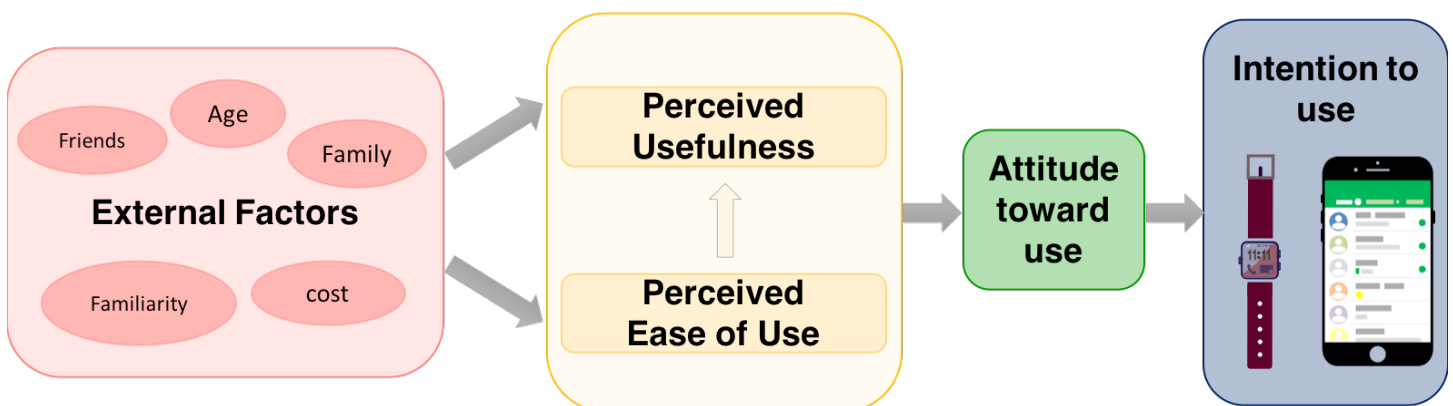 Friends
Age
Family
External Factors
Familiarity
cost
Perceived
Usefulness
Perceived
Ease of Use
Attitude
toward
use
Intention to
use
11:11